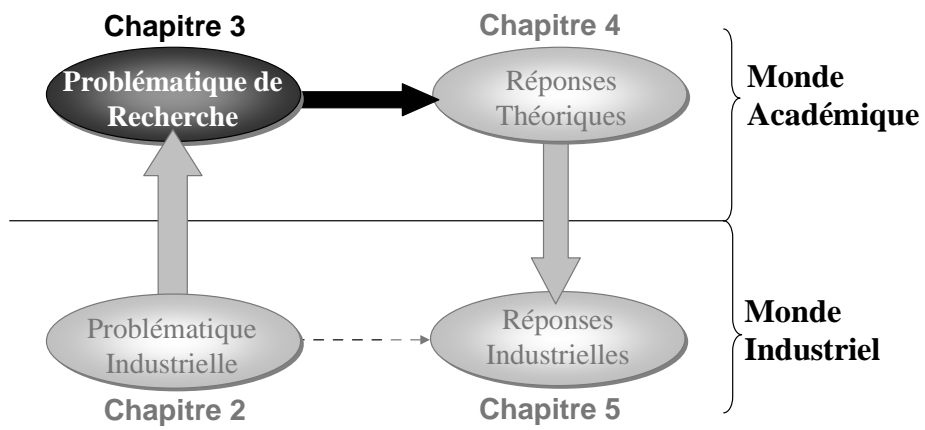 Chapitre 3
Chapitre 4
Problématique de
Recherche
Réponses
Théoriques
Monde
Académique
Problématique
Industrielle
Réponses
Industrielles
Monde
Industriel
Chapitre 2
Chapitre 5